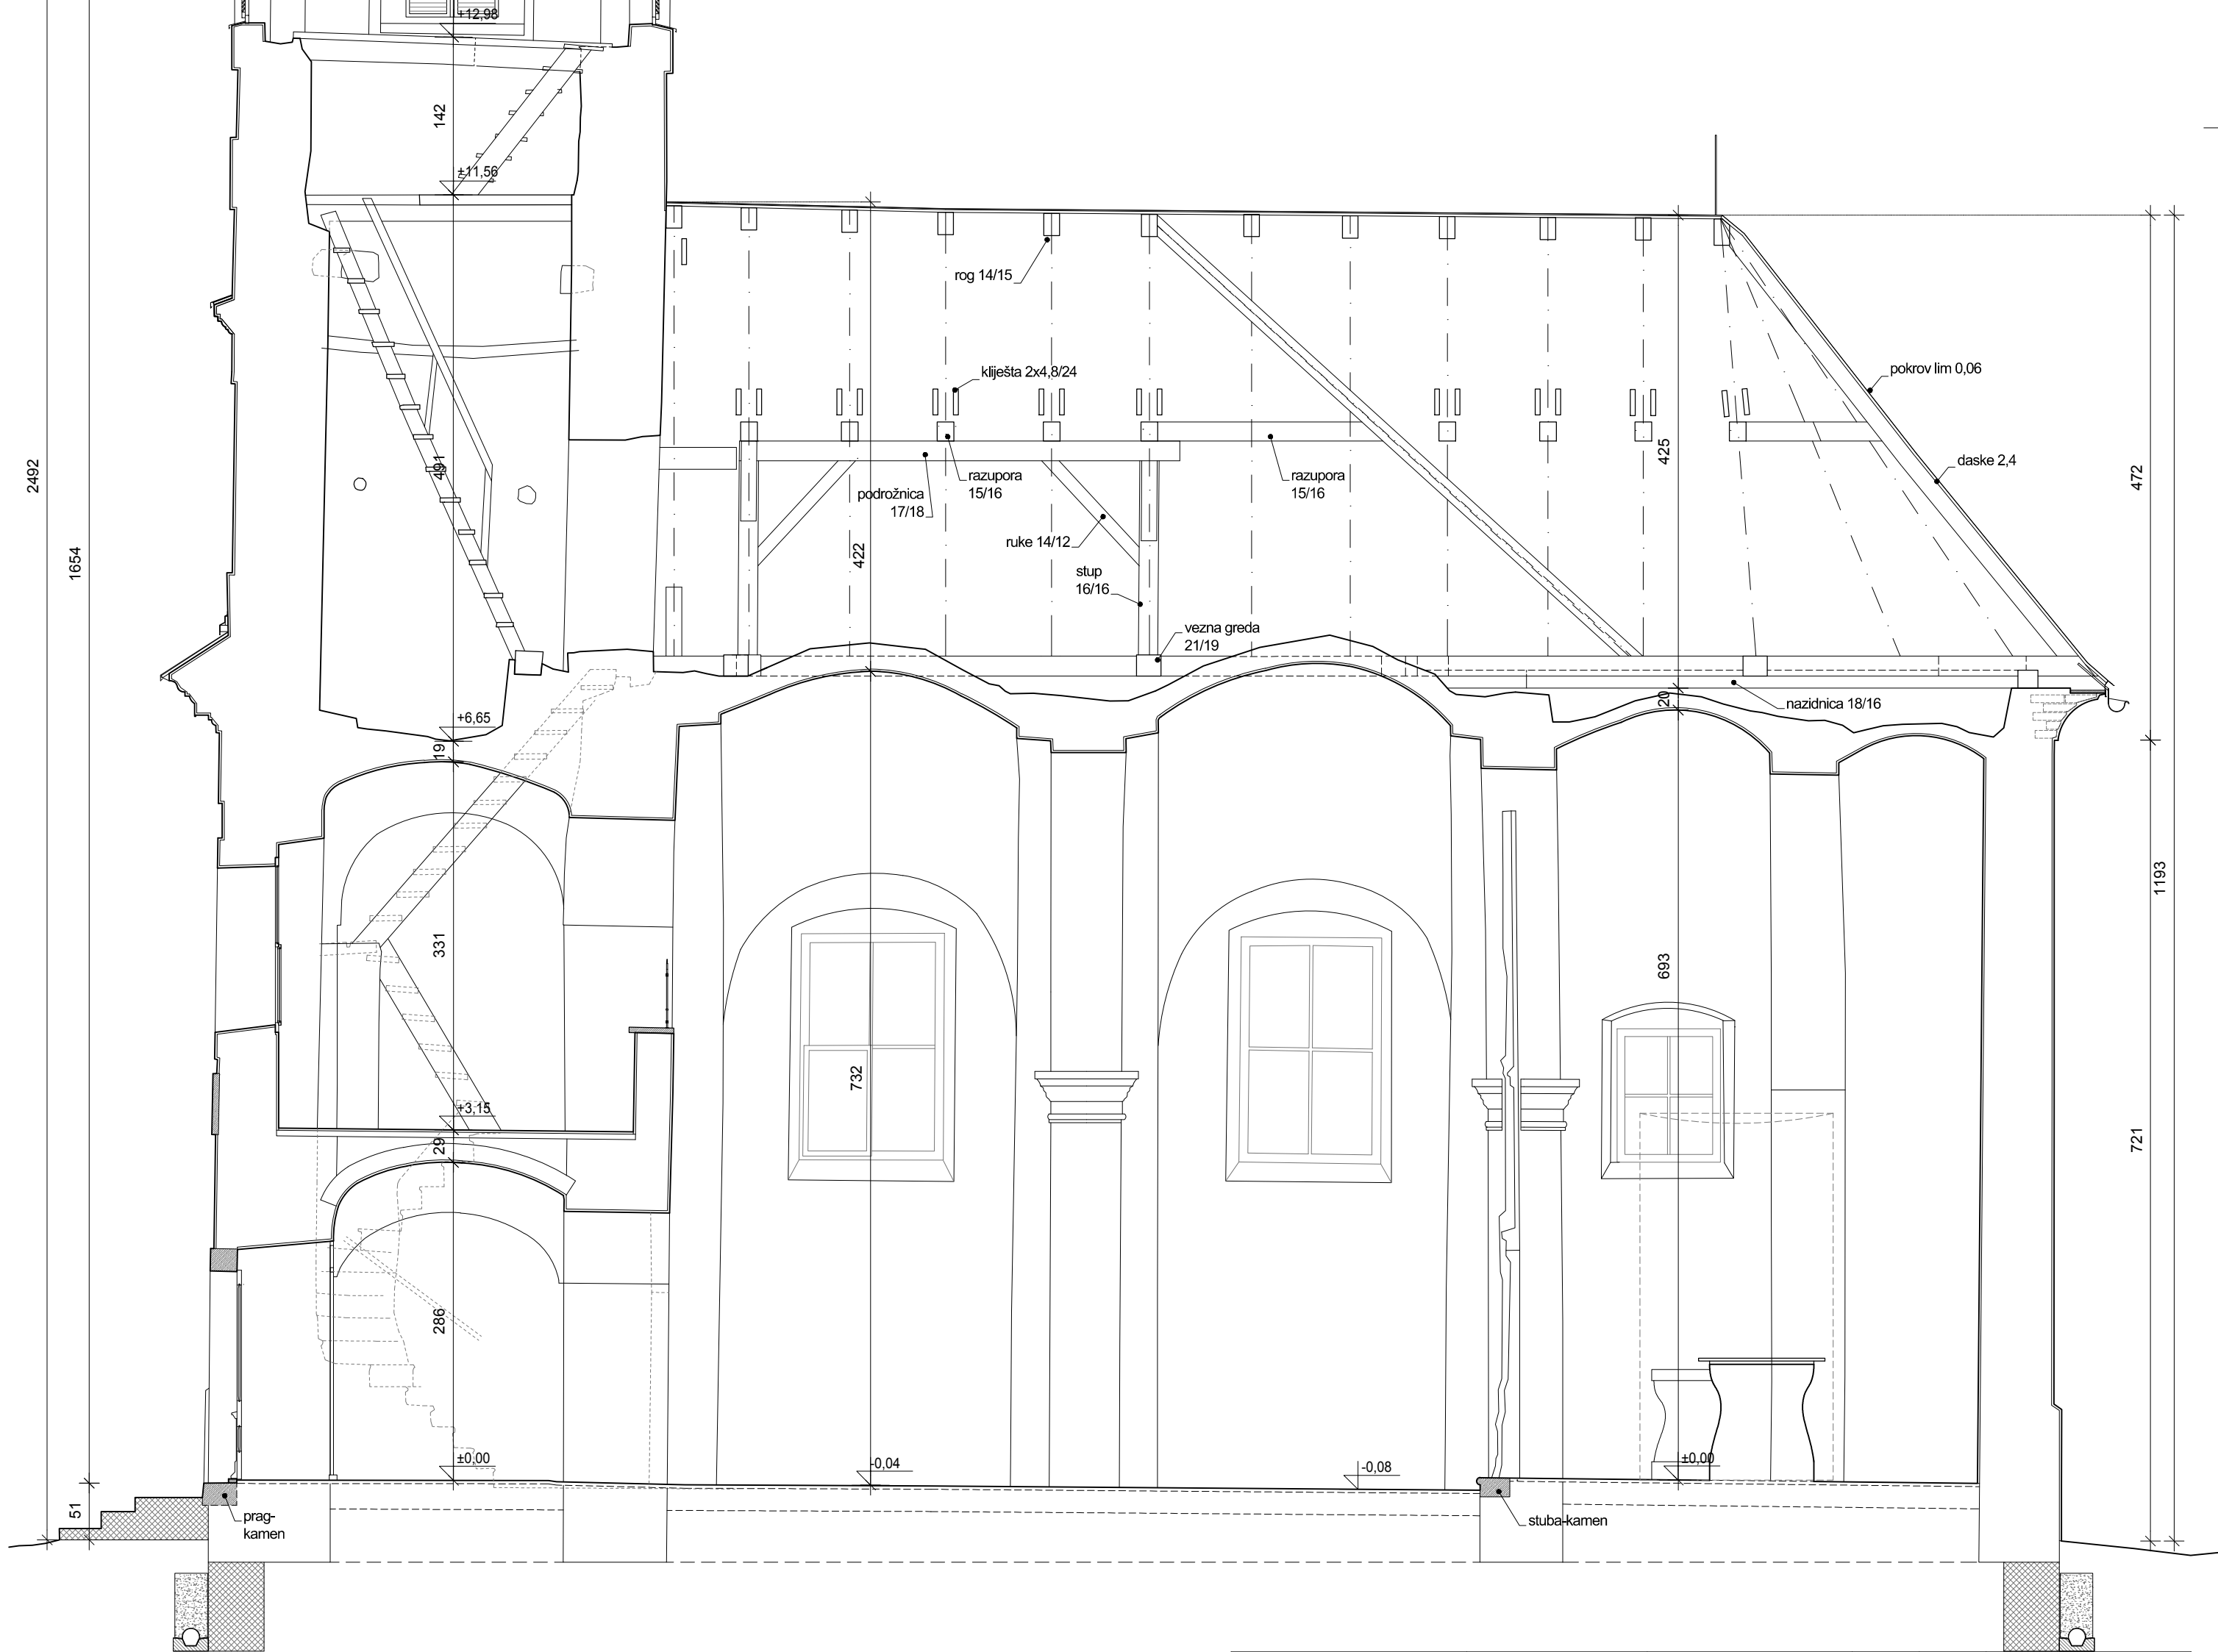 +12,98
142
±11,56
rog 14/15
kliješta 2x4,8/24
pokrov lim 0,06
491
425
472
2492
daske 2,4
razupora
15/16
razupora
15/16
podrožnica
17/18
ruke 14/12
422
1654
stup
16/16
vezna greda
21/19
nazidnica 18/16
20
+6,65
19
1193
331
693
732
+3,15
29
721
286
±0,00
-0,04
-0,08
±0,00
51
prag-
kamen
stuba-kamen